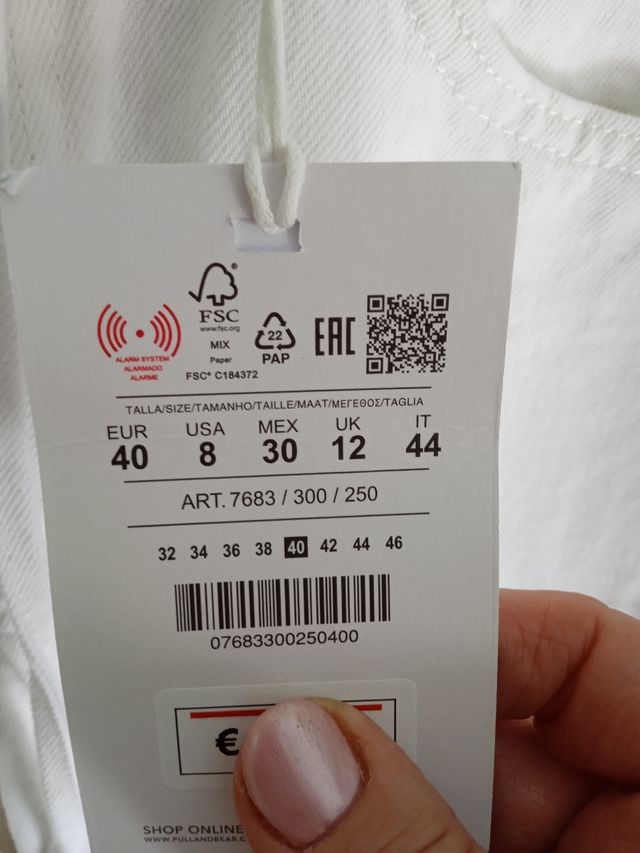 FSC®
www.fsc.org
MIX
Paper
FSC® C184372
ALARM SYSTEM
ALARMADO
ALARME
22
PAP
EAC
TALLA/SIZE/TAMANHO/TAILLE/MAAT/ΜΕΓΕΘΟΣ/TAGLIA
EUR USA MEX UK IT
40 8 30 12 44
ART. 7683 / 300 / 250
32 34 36 38 40 42 44 46
07683300250400
€
SHOP ONLINE
WWW.PULLANDBEAR.C